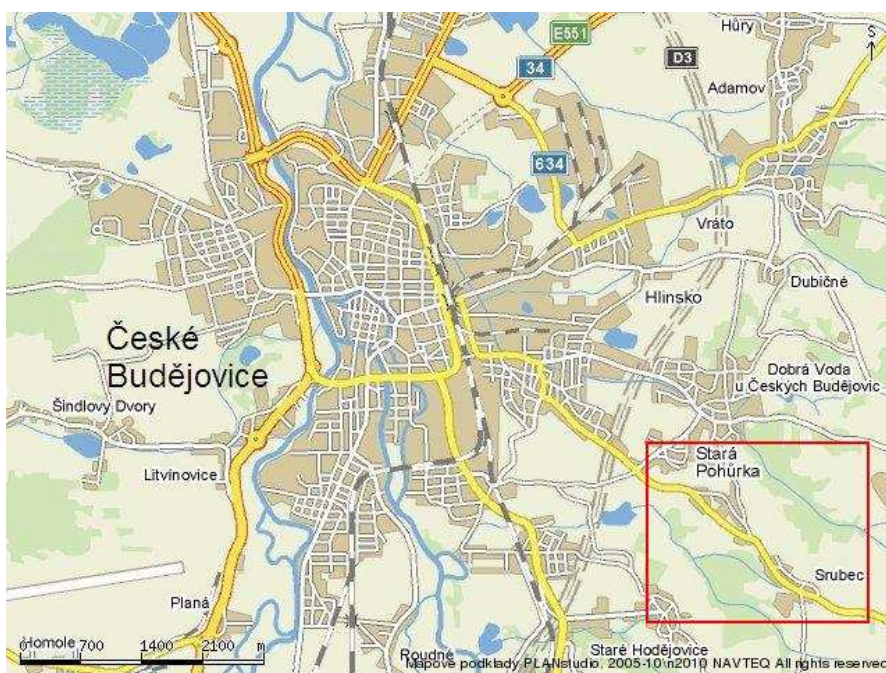 Hůry
E551
S
34
D3
Adamov
634
Vráto
Dubičné
Hlinsko
České
Budějovice
Dobrá Voda
u Českých Budějovic
Šindlovy Dvory
Stará
Pohůrka
Litvinovice
Srubec
Planá
Homole
0 700 1400 2100 m
Roudné
Staré Hodějovice
Mapové podklady PLANstudio, 2005-10\n2010 NAVTEQ All rights reserved